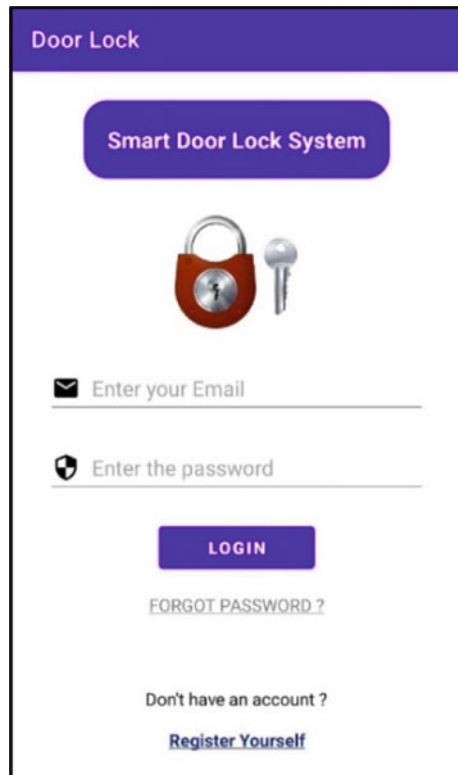 Door Lock
Smart Door Lock System
Enter your Email
Enter the password
LOGIN
FORGOT PASSWORD ?
Don't have an account ?
Register Yourself